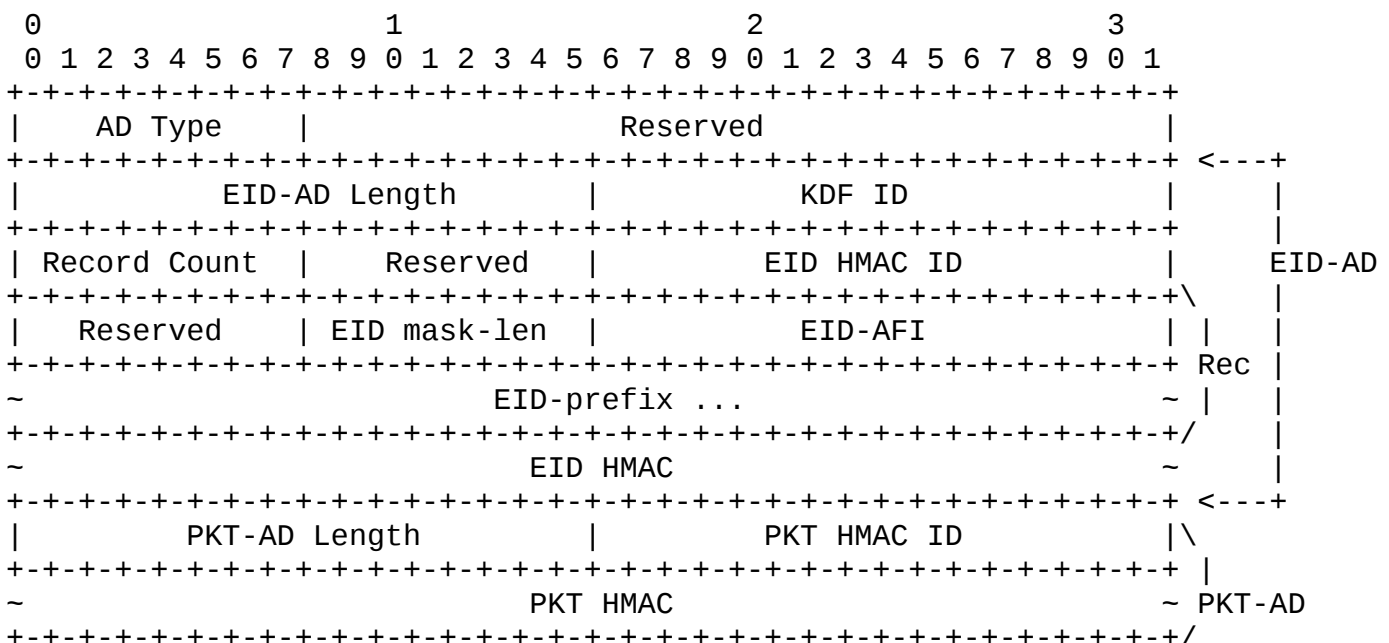 0                   1                   2                   3
 0 1 2 3 4 5 6 7 8 9 0 1 2 3 4 5 6 7 8 9 0 1 2 3 4 5 6 7 8 9 0 1
+-+-+-+-+-+-+-+-+-+-+-+-+-+-+-+-+-+-+-+-+-+-+-+-+-+-+-+-+-+-+-+-+
|    AD Type    |                 Reserved                      |
+-+-+-+-+-+-+-+-+-+-+-+-+-+-+-+-+-+-+-+-+-+-+-+-+-+-+-+-+-+-+-+-+ <---+
|           EID-AD Length       |           KDF ID              |     |
+-+-+-+-+-+-+-+-+-+-+-+-+-+-+-+-+-+-+-+-+-+-+-+-+-+-+-+-+-+-+-+-+     |
| Record Count  |    Reserved   |         EID HMAC ID           |     EID-AD
+-+-+-+-+-+-+-+-+-+-+-+-+-+-+-+-+-+-+-+-+-+-+-+-+-+-+-+-+-+-+-+-+\    |
|   Reserved    | EID mask-len  |           EID-AFI             | |   |
+-+-+-+-+-+-+-+-+-+-+-+-+-+-+-+-+-+-+-+-+-+-+-+-+-+-+-+-+-+-+-+-+ Rec |
~                          EID-prefix ...                       ~ |   |
+-+-+-+-+-+-+-+-+-+-+-+-+-+-+-+-+-+-+-+-+-+-+-+-+-+-+-+-+-+-+-+-+/    |
~                            EID HMAC                           ~     |
+-+-+-+-+-+-+-+-+-+-+-+-+-+-+-+-+-+-+-+-+-+-+-+-+-+-+-+-+-+-+-+-+ <---+
|         PKT-AD Length         |         PKT HMAC ID           |\
+-+-+-+-+-+-+-+-+-+-+-+-+-+-+-+-+-+-+-+-+-+-+-+-+-+-+-+-+-+-+-+-+ |
~                            PKT HMAC                           ~ PKT-AD
+-+-+-+-+-+-+-+-+-+-+-+-+-+-+-+-+-+-+-+-+-+-+-+-+-+-+-+-+-+-+-+-+/